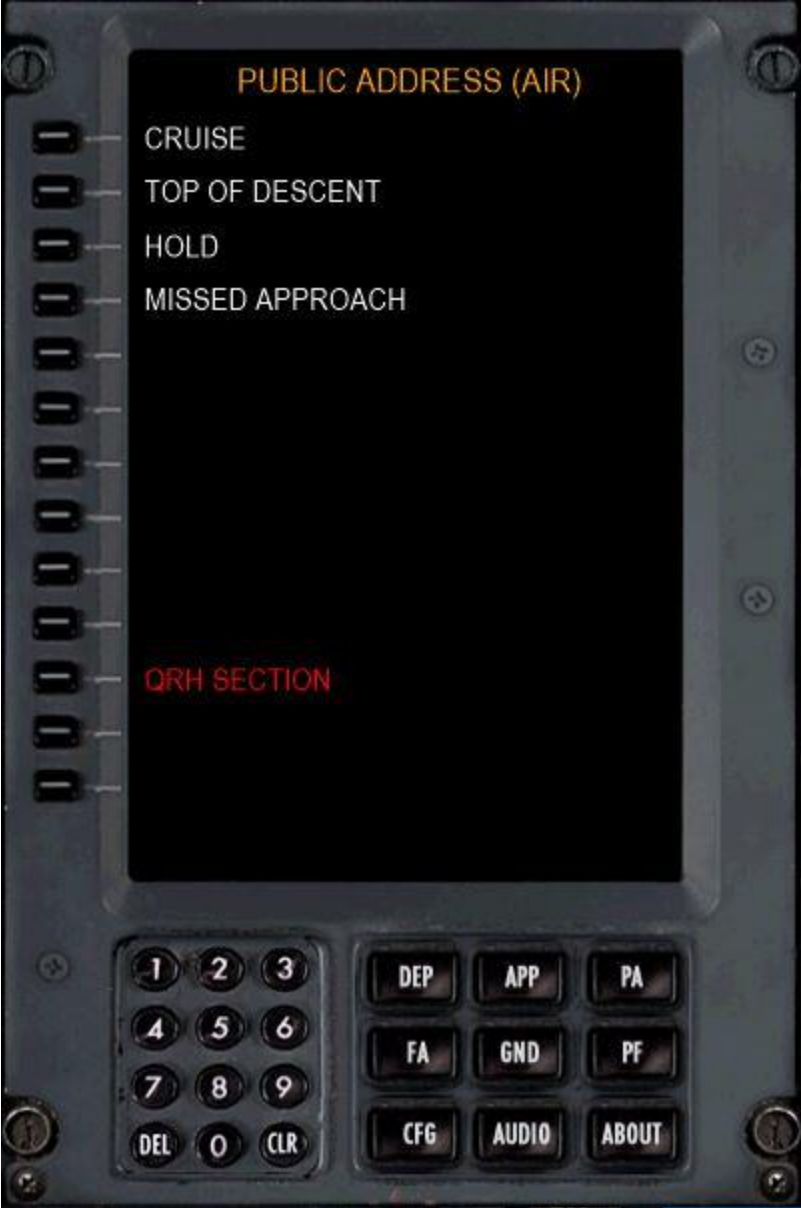 PUBLIC ADDRESS (AIR)
CRUISE
TOP OF DESCENT
HOLD
MISSED APPROACH
QRH SECTION
1 2 3
4 5 6
7 8 9
DEL 0 CLR
DEP APP PA
FA GND PF
CFG AUDIO ABOUT